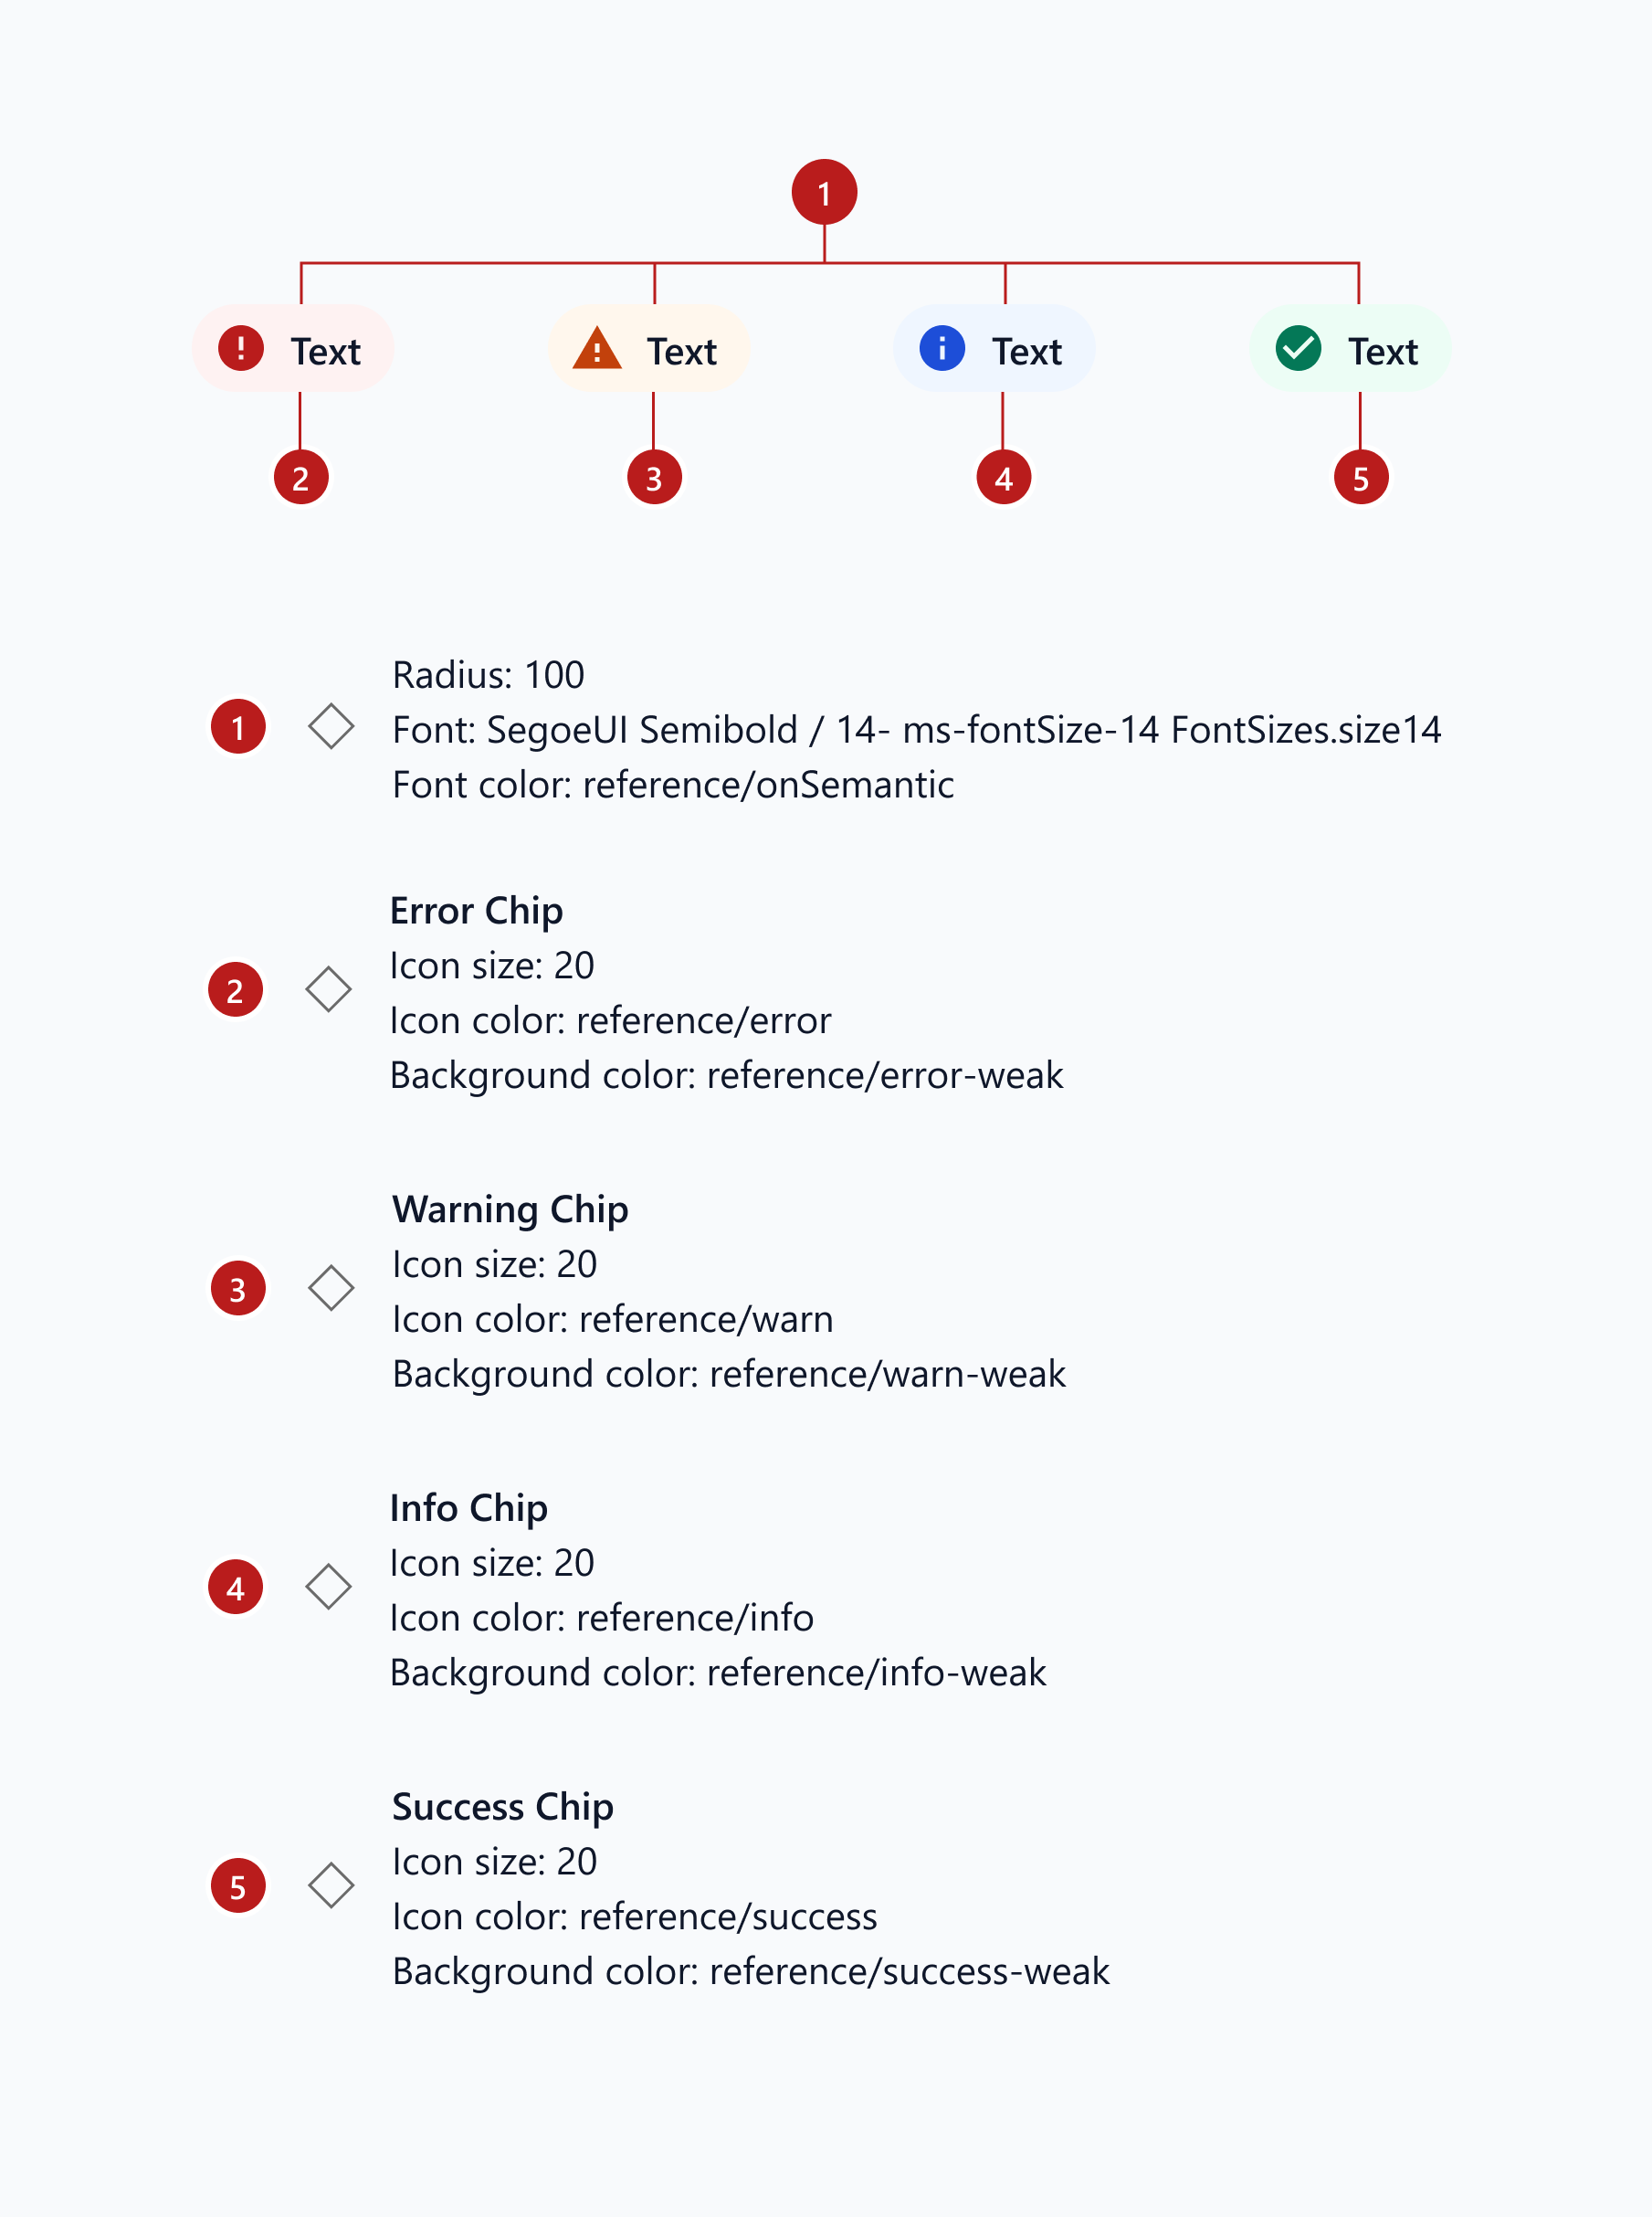 1
Text Text Text Text
2 3 4 5
1
Radius: 100
Font: SegoeUI Semibold / 14- ms-fontSize-14 FontSizes.size14
Font color: reference/onSemantic
2
Error Chip
Icon size: 20
Icon color: reference/error
Background color: reference/error-weak
3
Warning Chip
Icon size: 20
Icon color: reference/warn
Background color: reference/warn-weak
4
Info Chip
Icon size: 20
Icon color: reference/info
Background color: reference/info-weak
5
Success Chip
Icon size: 20
Icon color: reference/success
Background color: reference/success-weak